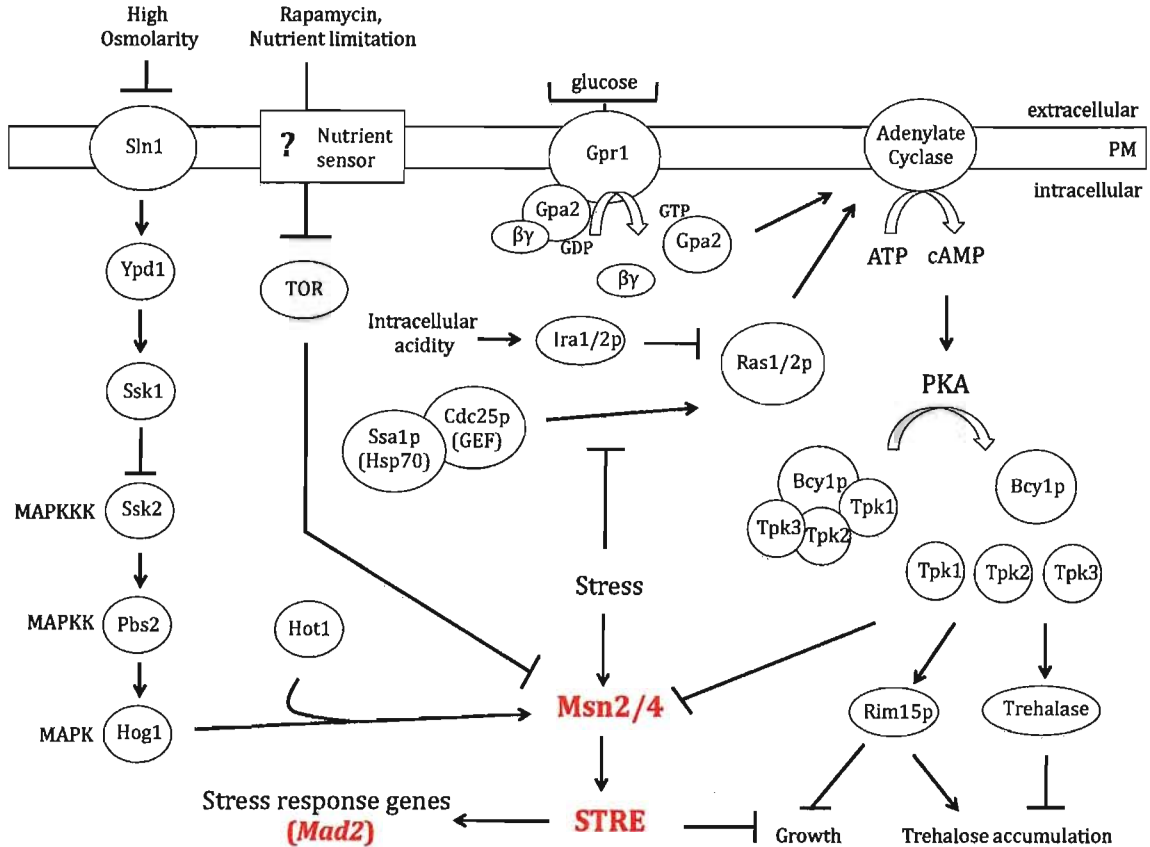 High
Osmolarity
Rapamycin,
Nutrient limitation
glucose
extracellular
PM
intracellular
Sln1
? Nutrient
sensor
Gpr1
Adenylate
Cyclase
Gpa2
βγ
GDP
GTP
Gpa2
βγ
ATP cAMP
Ypd1
TOR
Intracellular
acidity
Ira1/2p
Ras1/2p
Ssk1
Cdc25p
(GEF)
Ssa1p
(Hsp70)
PKA
Bcy1p
Tpk1
Tpk3
Tpk2
Bcy1p
MAPKKK
Ssk2
Tpk1
Tpk2
Tpk3
Stress
MAPKK
Pbs2
Hot1
Msn2/4
Rim15p
Trehalase
MAPK
Hog1
Stress response genes
(Mad2)
STRE
Growth
Trehalose accumulation